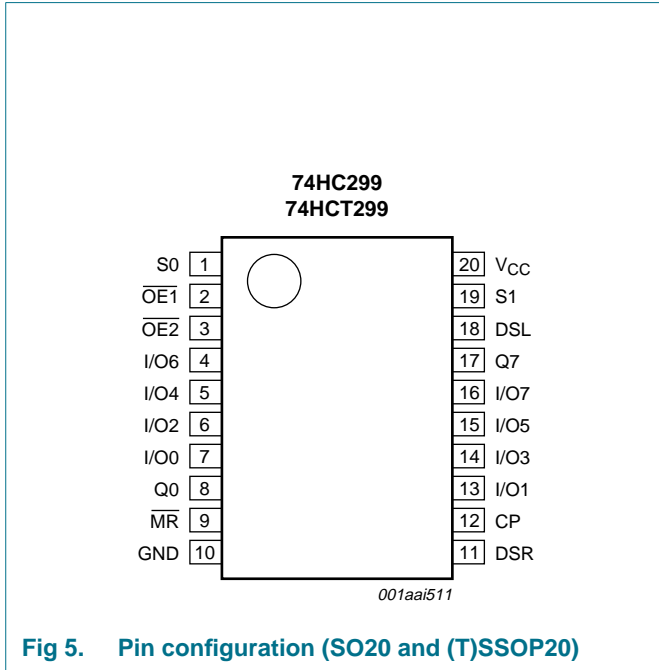 74HC299
74HCT299
S0 1 20 VCC
OE1 2 19 S1
OE2 3 18 DSL
I/O6 4 17 Q7
I/O4 5 16 I/O7
I/O2 6 15 I/O5
I/O0 7 14 I/O3
Q0 8 13 I/O1
MR 9 12 CP
GND 10 11 DSR
001aai511
Fig 5. Pin configuration (SO20 and (T)SSOP20)